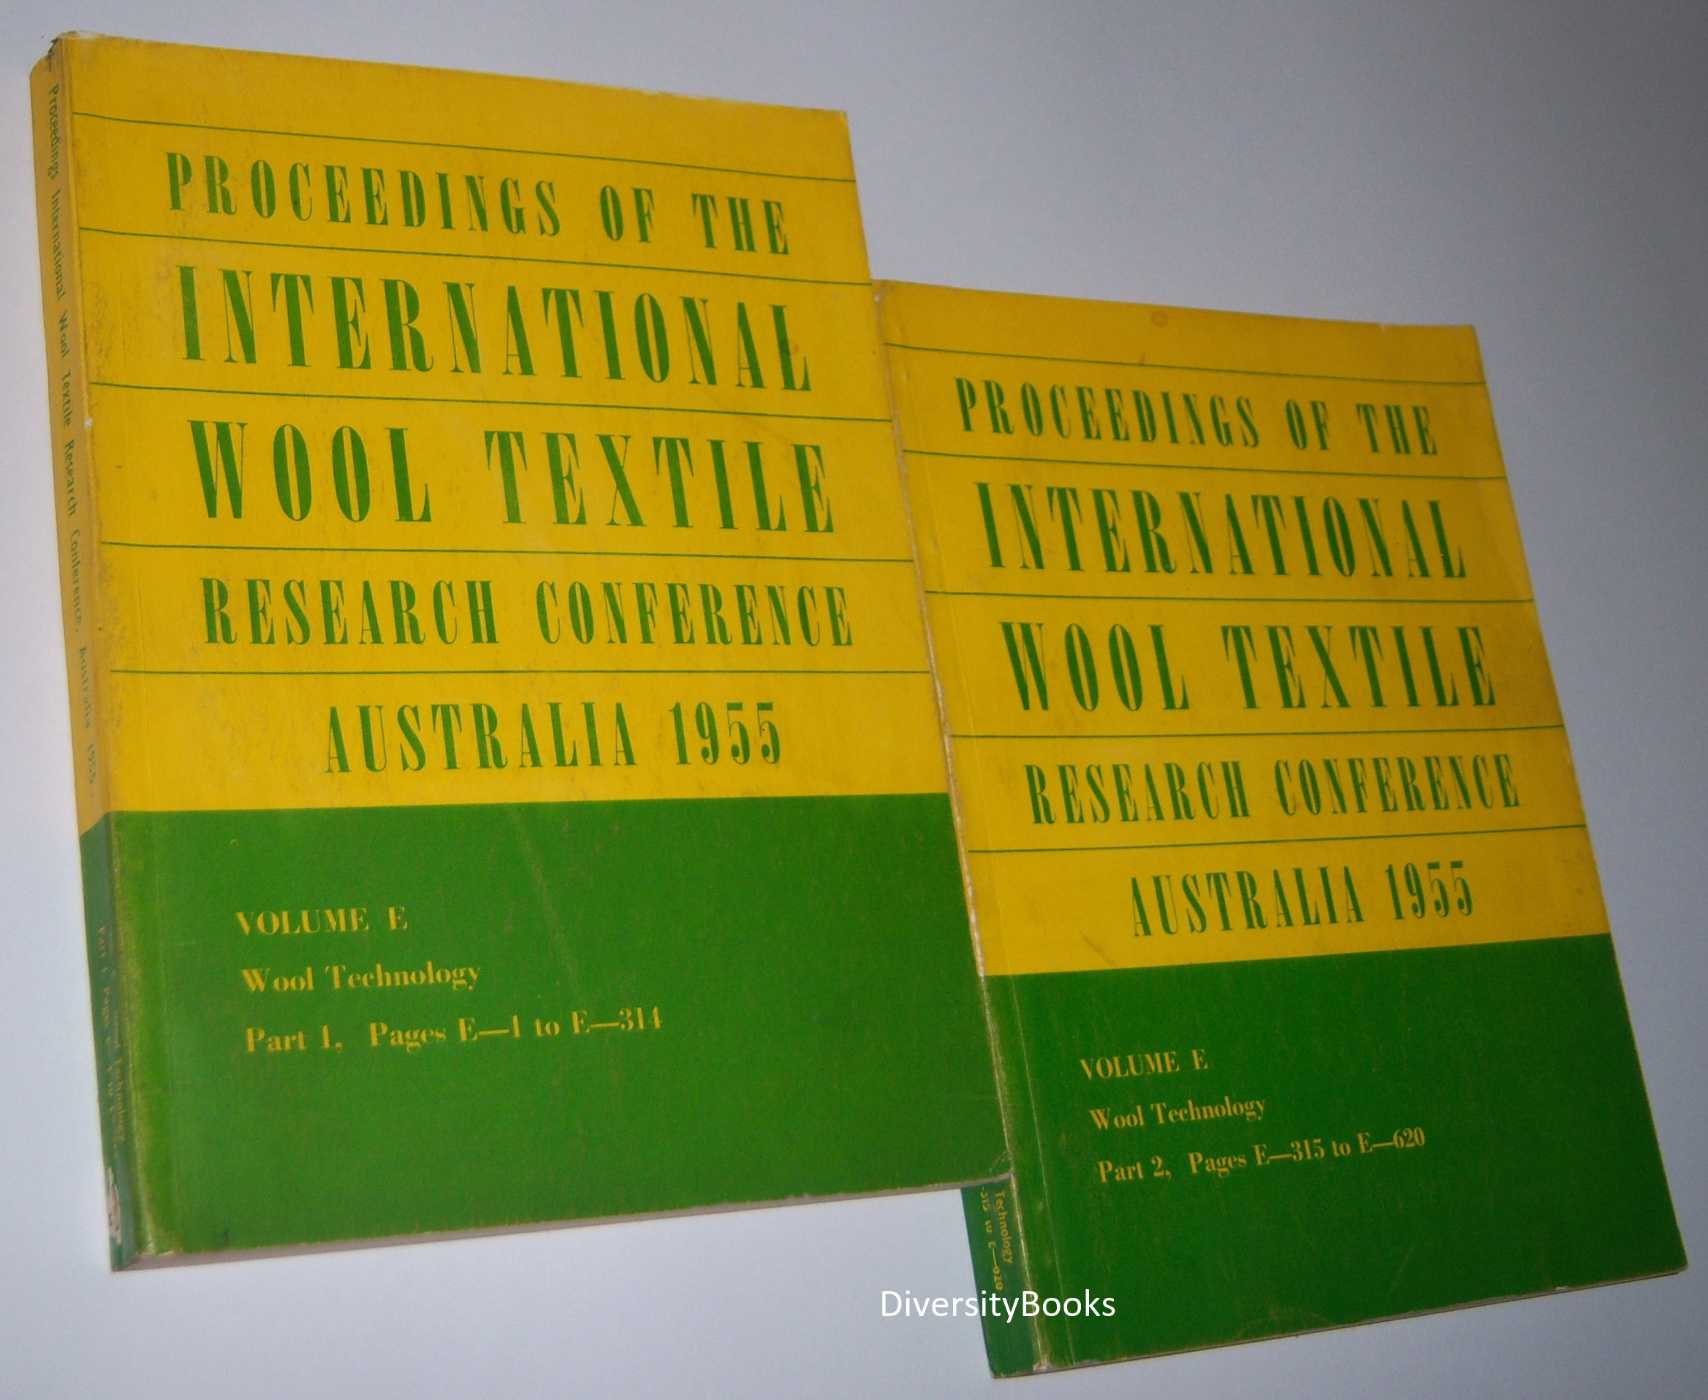 PROCEEDINGS OF THE
INTERNATIONAL
WOOL TEXTILE
RESEARCH CONFERENCE
AUSTRALIA 1955
VOLUME E
Wool Technology
Part 1, Pages E—1 to E—314
Proceedings International Wool Textile Research Conference, Australia 1955
PROCEEDINGS OF THE
INTERNATIONAL
WOOL TEXTILE
RESEARCH CONFERENCE
AUSTRALIA 1955
VOLUME E
Wool Technology
Part 2, Pages E—315 to E—620
Technology
DiversityBooks